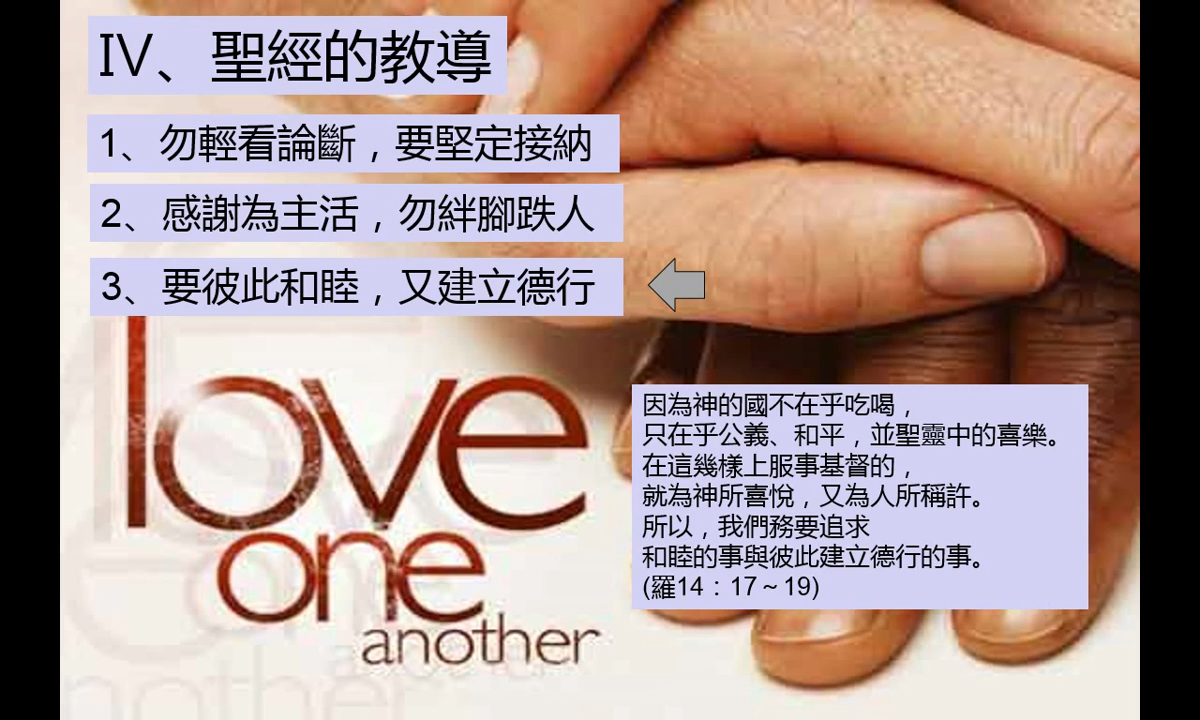 IV、聖經的教導
1、勿輕看論斷，要堅定接納
2、感謝為主活，勿絆腳跌人
3、要彼此和睦，又建立德行
love
one
another
因為神的國不在乎吃喝，
只在乎公義、和平，並聖靈中的喜樂。
在這幾樣上服事基督的，
就為神所喜悅，又為人所稱許。
所以，我們務要追求
和睦的事與彼此建立德行的事。
(羅14：17～19)